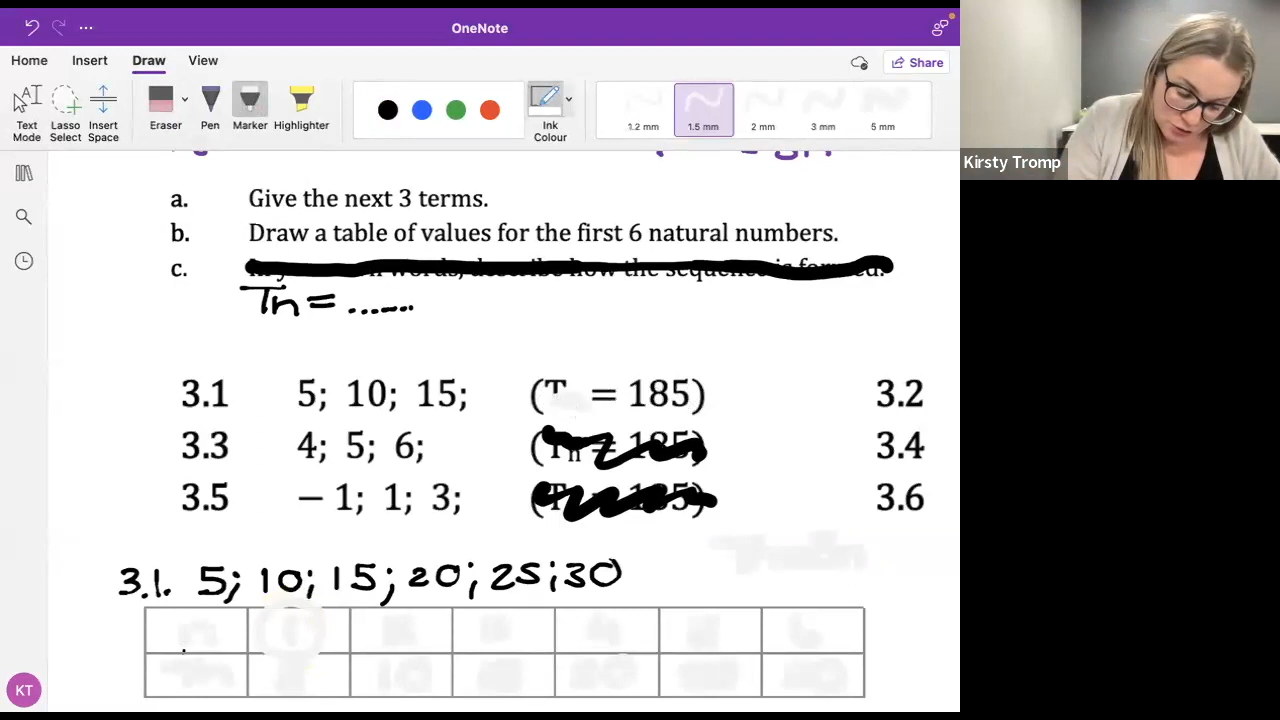 OneNote
Home Insert Draw View
Share
Text Mode
Lasso Select
Insert Space
Eraser
Pen
Marker
Highlighter
Ink Colour
1.2 mm
1.5 mm
2 mm
3 mm
5 mm
Kirsty Tromp
a. Give the next 3 terms.
b. Draw a table of values for the first 6 natural numbers.
c.
Tn = .......
3.1 5; 10; 15; (T = 185) 3.2
3.3 4; 5; 6; 3.4
3.5 − 1; 1; 3; 3.6
3.1. 5; 10; 15; 20; 25; 30
KT